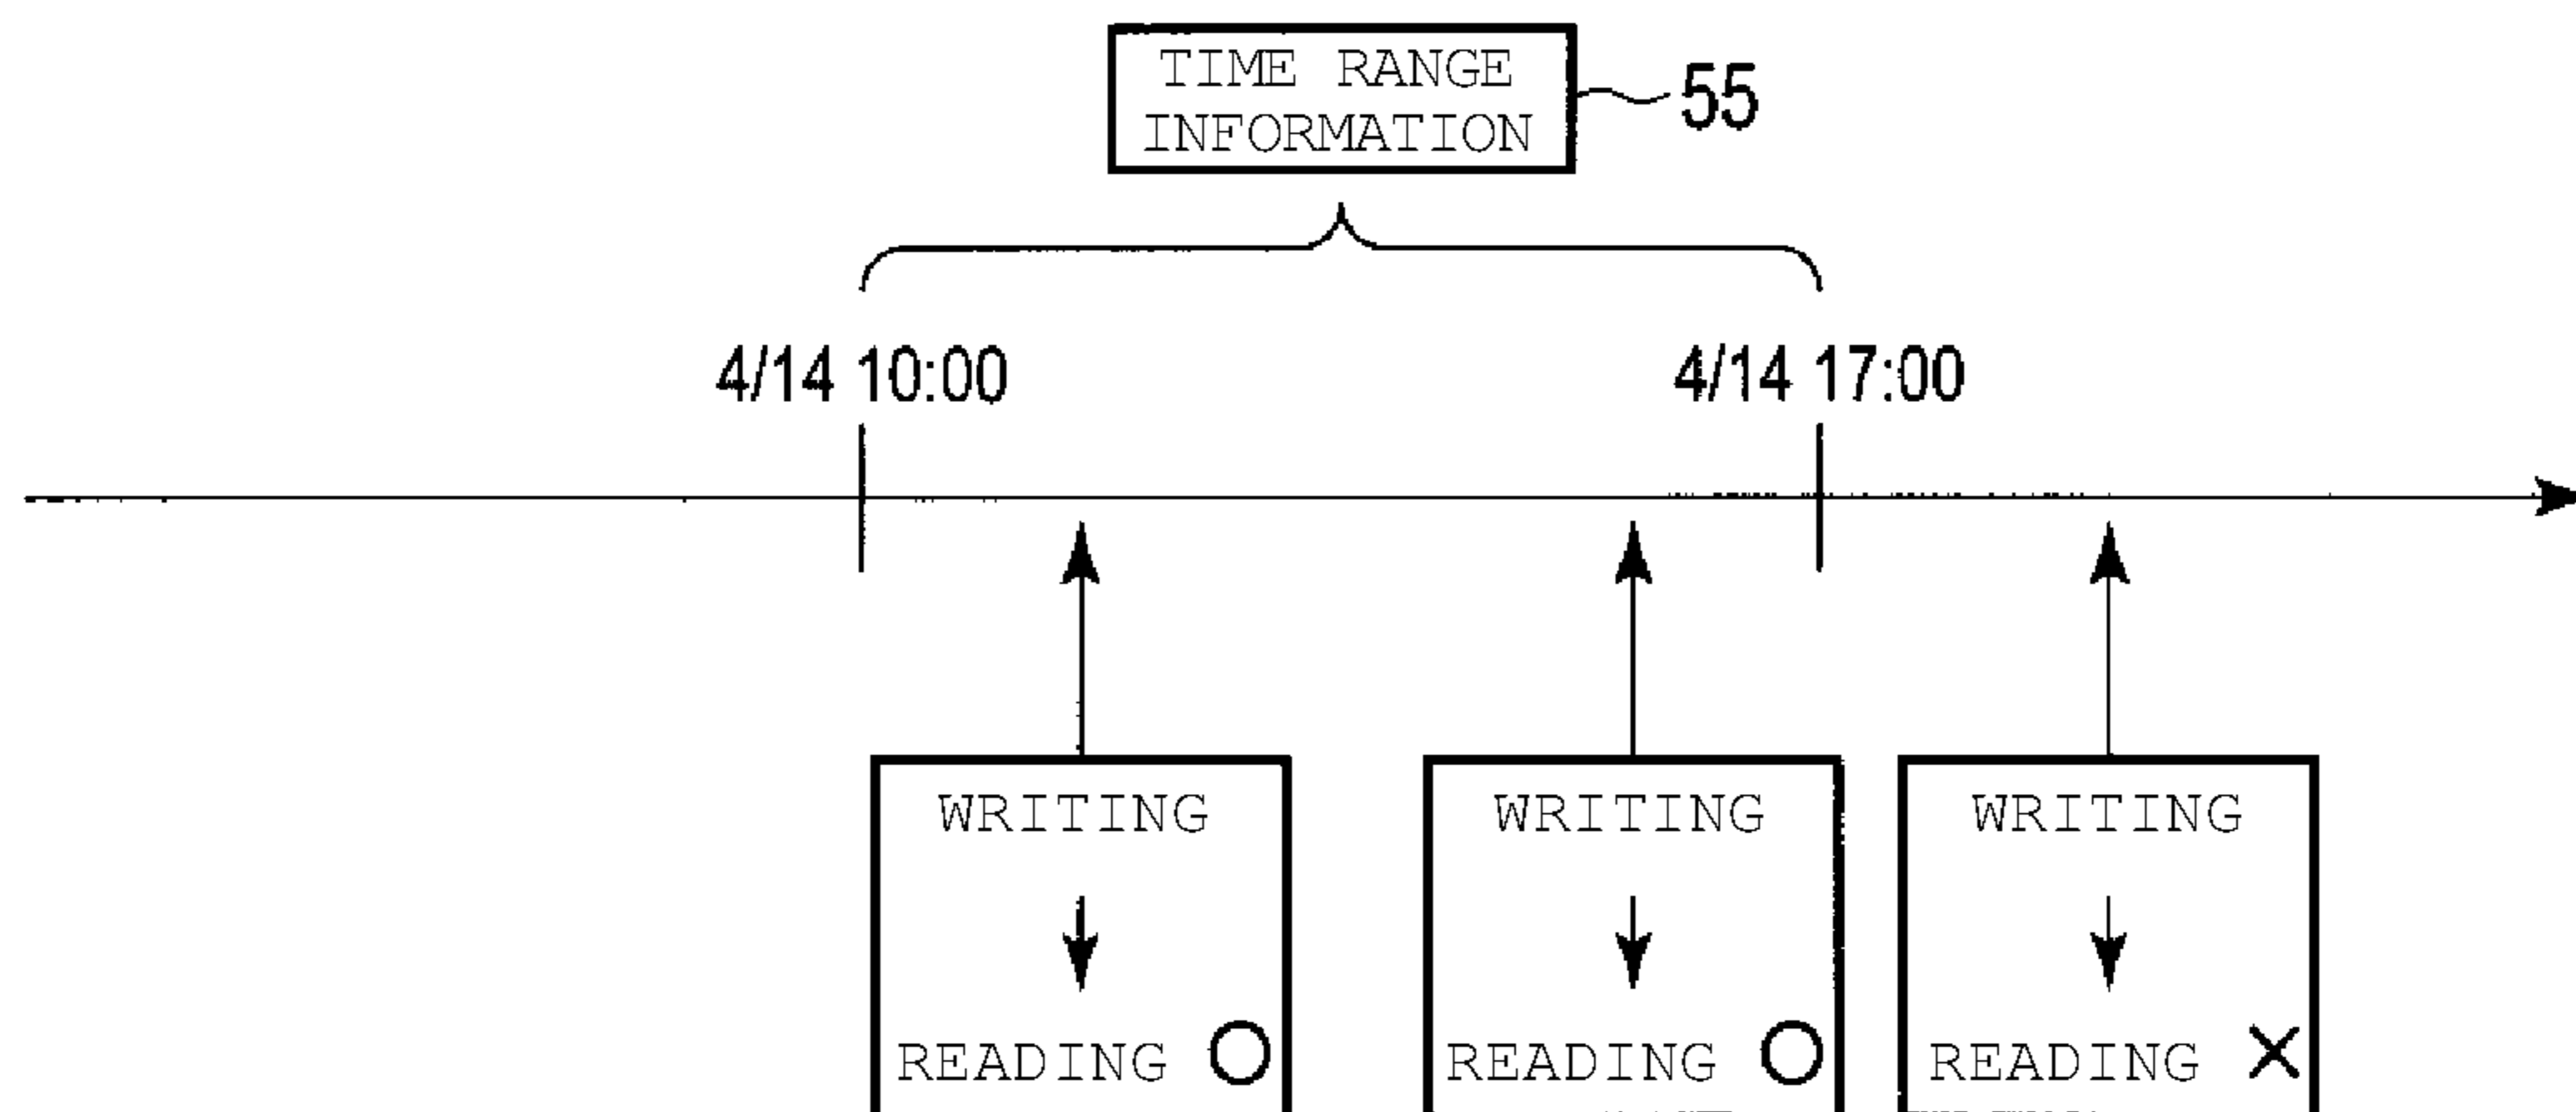 TIME RANGE
INFORMATION
55
4/14 10:00
4/14 17:00
WRITING
WRITING
WRITING
READING ○
READING ○
READING ×